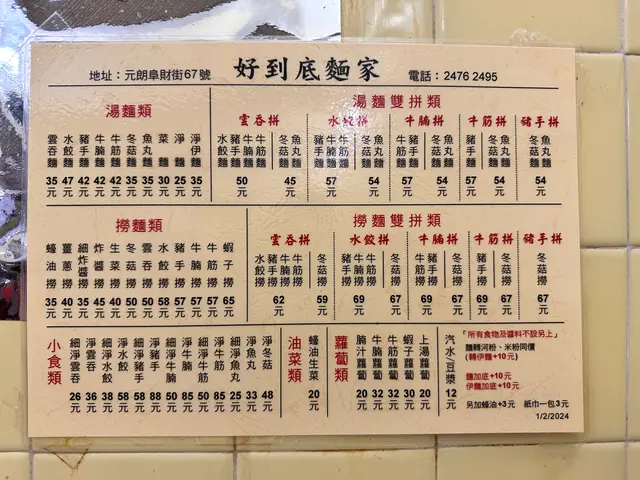 地址：元朗阜財街67號
好到底麵家
電話：2476 2495
湯麵類
雲吞麵 35元
水餃麵 47元
豬手麵 42元
牛腩麵 42元
牛筋麵 42元
冬菇麵 35元
魚丸麵 35元
菜麵 30元
淨麵 25元
淨伊麵 35元
湯麵雙拼類
雲吞拼
水餃麵 豬手麵 牛腩麵 牛筋麵 50元
冬菇麵 魚丸麵 45元
水餃拼
豬手麵 牛腩麵 牛筋麵 57元
冬菇麵 魚丸麵 54元
牛腩拼
豬手麵 牛筋麵 57元
冬菇麵 魚丸麵 54元
牛筋拼
豬手麵 57元
冬菇麵 魚丸麵 54元
豬手拼
冬菇麵 魚丸麵 54元
撈麵類
蠔油撈 35元
薑蔥撈 40元
細炸醬撈 35元
炸醬撈 45元
生菜撈 40元
冬菇撈 50元
雲吞撈 50元
水餃撈 58元
豬手撈 57元
牛腩撈 57元
牛筋撈 57元
蝦子撈 65元
撈麵雙拼類
雲吞拼
水餃撈 豬手撈 牛腩撈 牛筋撈 62元
冬菇撈 59元
水餃拼
豬手撈 牛腩撈 牛筋撈 69元
冬菇撈 67元
牛腩拼
豬手撈 牛筋撈 69元
冬菇撈 67元
牛筋拼
豬手撈 69元
冬菇撈 67元
豬手拼
冬菇撈 67元
小食類
細淨雲吞 26元
淨雲吞 36元
細淨水餃 38元
淨水餃 58元
細淨豬手 58元
淨豬手 88元
細淨牛腩 50元
淨牛腩 85元
細淨牛筋 50元
淨牛筋 85元
細淨魚丸 25元
淨魚丸 33元
淨冬菇 48元
油菜類
蠔油生菜 20元
蘿蔔類
腩汁蘿蔔 20元
牛腩蘿蔔 32元
牛筋蘿蔔 32元
蝦子蘿蔔 30元
上湯蘿蔔 20元
汽水/豆漿 12元
「所有食物及醬料不設另上」
麵轉河粉、米粉同價
(轉伊麵+10元)
麵加底+10元
伊麵加底+10元
另加蠔油+3元 紙巾一包3元
1/2/2024